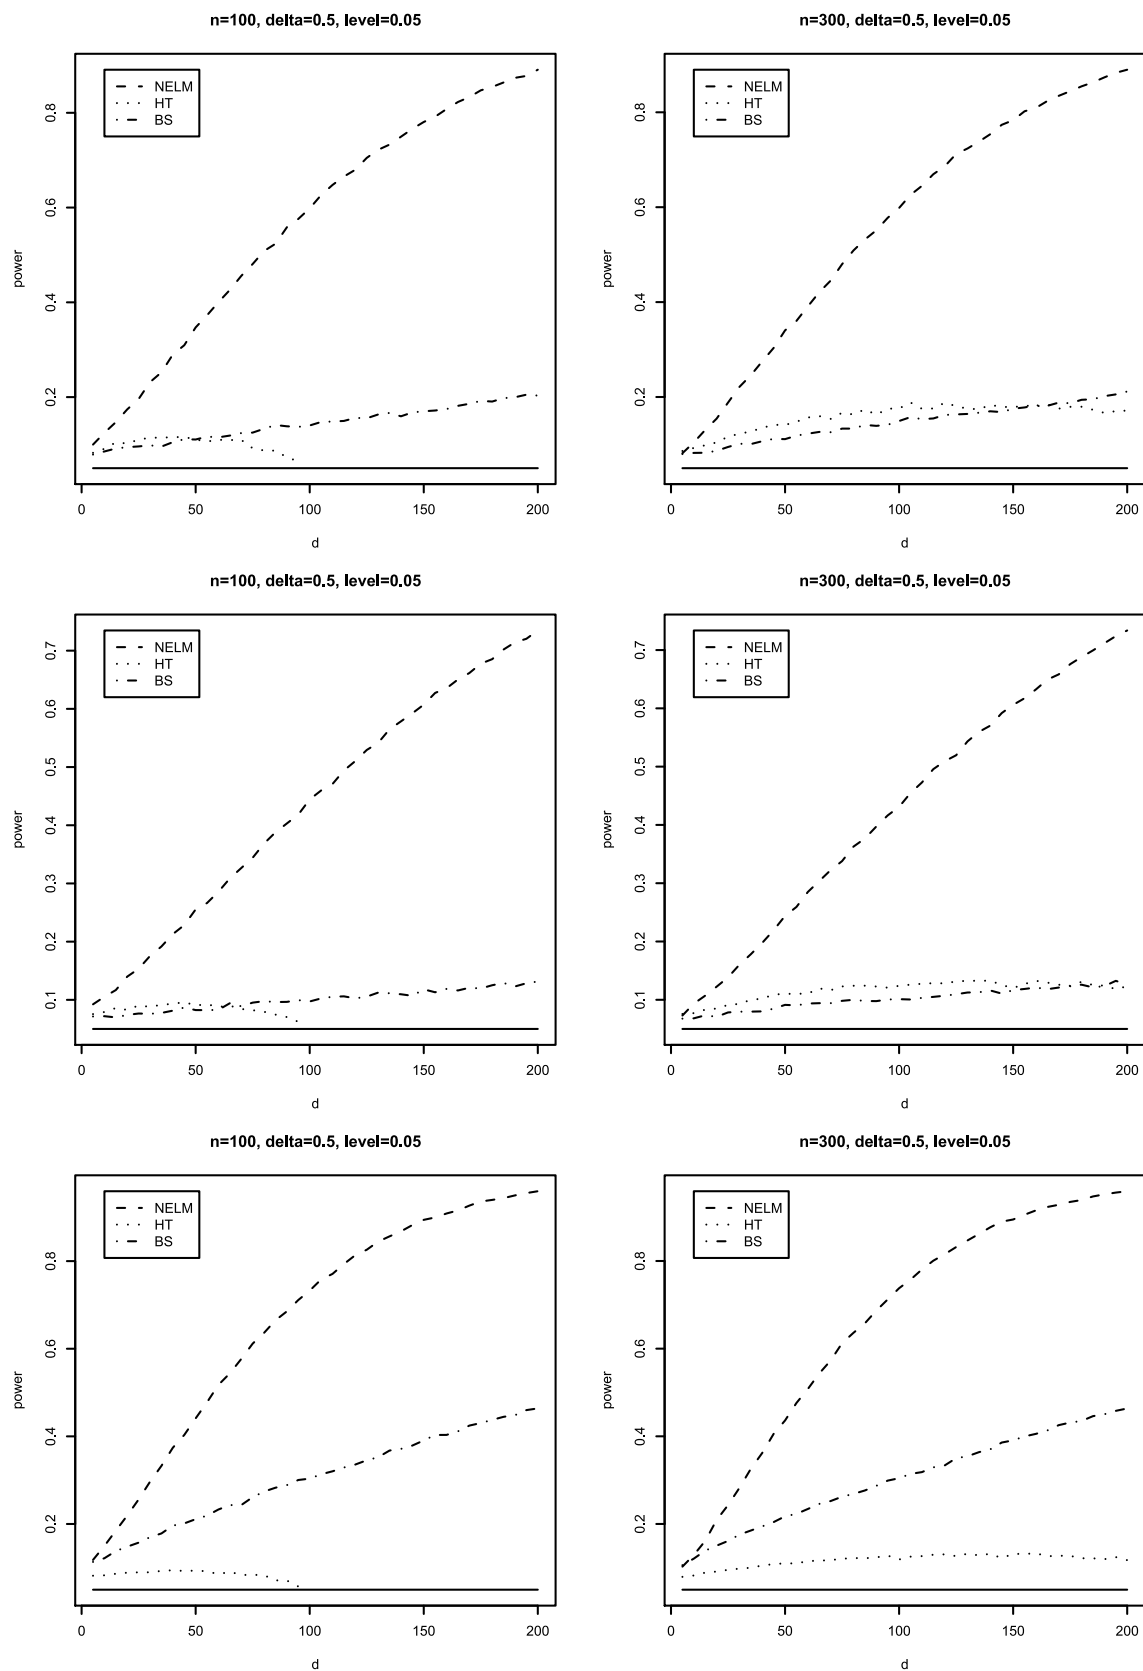 n=100, delta=0.5, level=0.05
NELM
HT
BS
power
0.2 0.4 0.6 0.8
0 50 100 150 200
d
n=300, delta=0.5, level=0.05
NELM
HT
BS
power
0.2 0.4 0.6 0.8
0 50 100 150 200
d
n=100, delta=0.5, level=0.05
NELM
HT
BS
power
0.1 0.2 0.3 0.4 0.5 0.6 0.7
0 50 100 150 200
d
n=300, delta=0.5, level=0.05
NELM
HT
BS
power
0.1 0.2 0.3 0.4 0.5 0.6 0.7
0 50 100 150 200
d
n=100, delta=0.5, level=0.05
NELM
HT
BS
power
0.2 0.4 0.6 0.8
0 50 100 150 200
d
n=300, delta=0.5, level=0.05
NELM
HT
BS
power
0.2 0.4 0.6 0.8
0 50 100 150 200
d